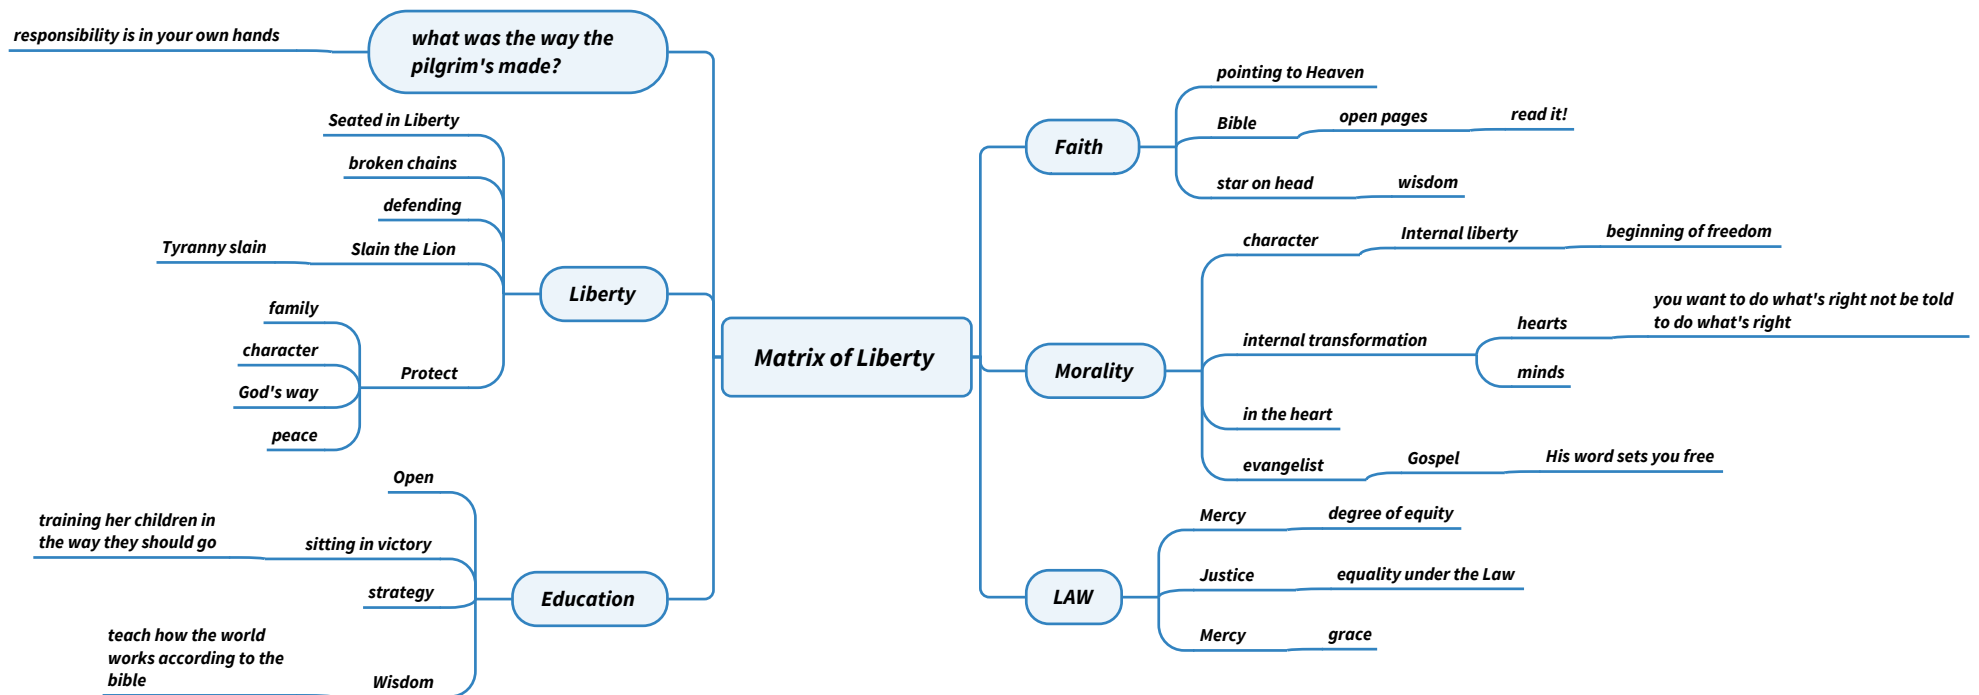 Matrix of Liberty
Faith
pointing to Heaven
Bible
open pages
read it!
star on head
wisdom
Morality
character
Internal liberty
beginning of freedom
internal transformation
hearts
you want to do what's right not be told
to do what's right
minds
in the heart
evangelist
Gospel
His word sets you free
LAW
Mercy
degree of equity
Justice
equality under the Law
Mercy
grace
what was the way the
pilgrim's made?
responsibility is in your own hands
Liberty
Seated in Liberty
broken chains
defending
Slain the Lion
Tyranny slain
Protect
family
character
God's way
peace
Education
Open
sitting in victory
training her children in
the way they should go
strategy
Wisdom
teach how the world
works according to the
bible